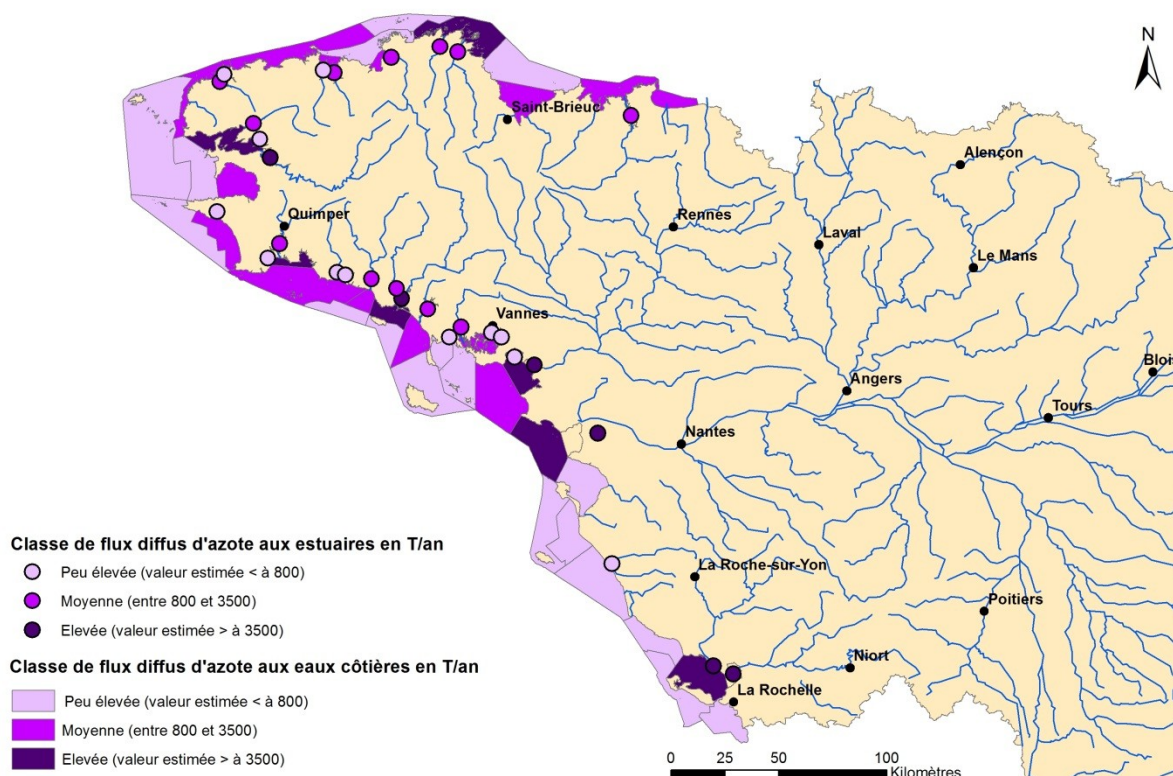 N
Saint-Brieuc
Alençon
Quimper
Rennes
Laval
Le Mans
Vannes
Angers
Blois
Tours
Nantes
La Roche-sur-Yon
Poitiers
Niort
La Rochelle
Classe de flux diffus d'azote aux estuaires en T/an
Peu élevée (valeur estimée < à 800)
Moyenne (entre 800 et 3500)
Elevée (valeur estimée > à 3500)
Classe de flux diffus d'azote aux eaux côtières en T/an
Peu élevée (valeur estimée < à 800)
Moyenne (entre 800 et 3500)
Elevée (valeur estimée > à 3500)
0 25 50 100
Kilomètres